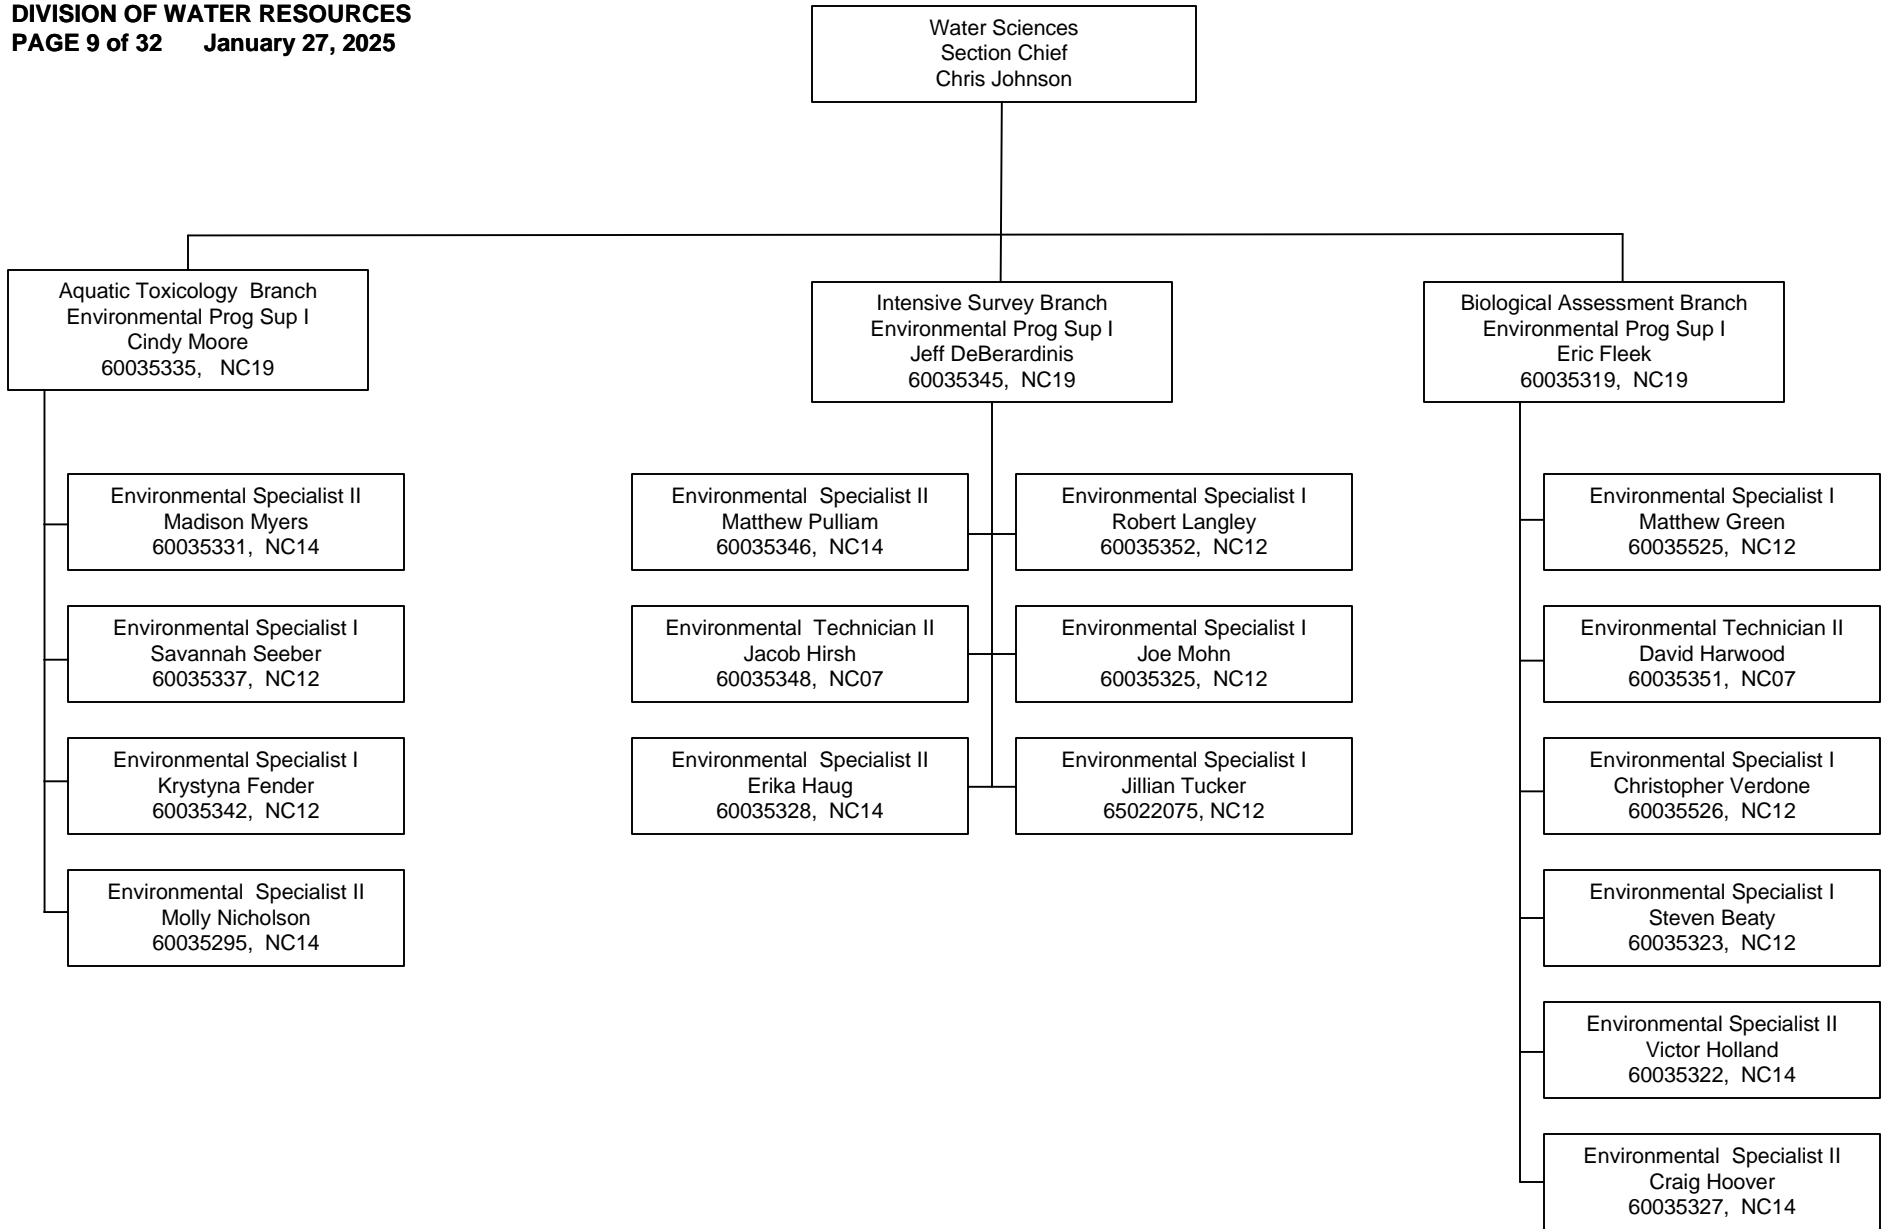 DIVISION OF WATER RESOURCES
PAGE 9 of 32 January 27, 2025
Water Sciences
Section Chief
Chris Johnson
Aquatic Toxicology Branch
Environmental Prog Sup I
Cindy Moore
60035335, NC19
Environmental Specialist II
Madison Myers
60035331, NC14
Environmental Specialist I
Savannah Seeber
60035337, NC12
Environmental Specialist I
Krystyna Fender
60035342, NC12
Environmental Specialist II
Molly Nicholson
60035295, NC14
Intensive Survey Branch
Environmental Prog Sup I
Jeff DeBerardinis
60035345, NC19
Environmental Specialist II
Matthew Pulliam
60035346, NC14
Environmental Specialist I
Robert Langley
60035352, NC12
Environmental Technician II
Jacob Hirsh
60035348, NC07
Environmental Specialist I
Joe Mohn
60035325, NC12
Environmental Specialist II
Erika Haug
60035328, NC14
Environmental Specialist I
Jillian Tucker
65022075, NC12
Biological Assessment Branch
Environmental Prog Sup I
Eric Fleek
60035319, NC19
Environmental Specialist I
Matthew Green
60035525, NC12
Environmental Technician II
David Harwood
60035351, NC07
Environmental Specialist I
Christopher Verdone
60035526, NC12
Environmental Specialist I
Steven Beaty
60035323, NC12
Environmental Specialist II
Victor Holland
60035322, NC14
Environmental Specialist II
Craig Hoover
60035327, NC14